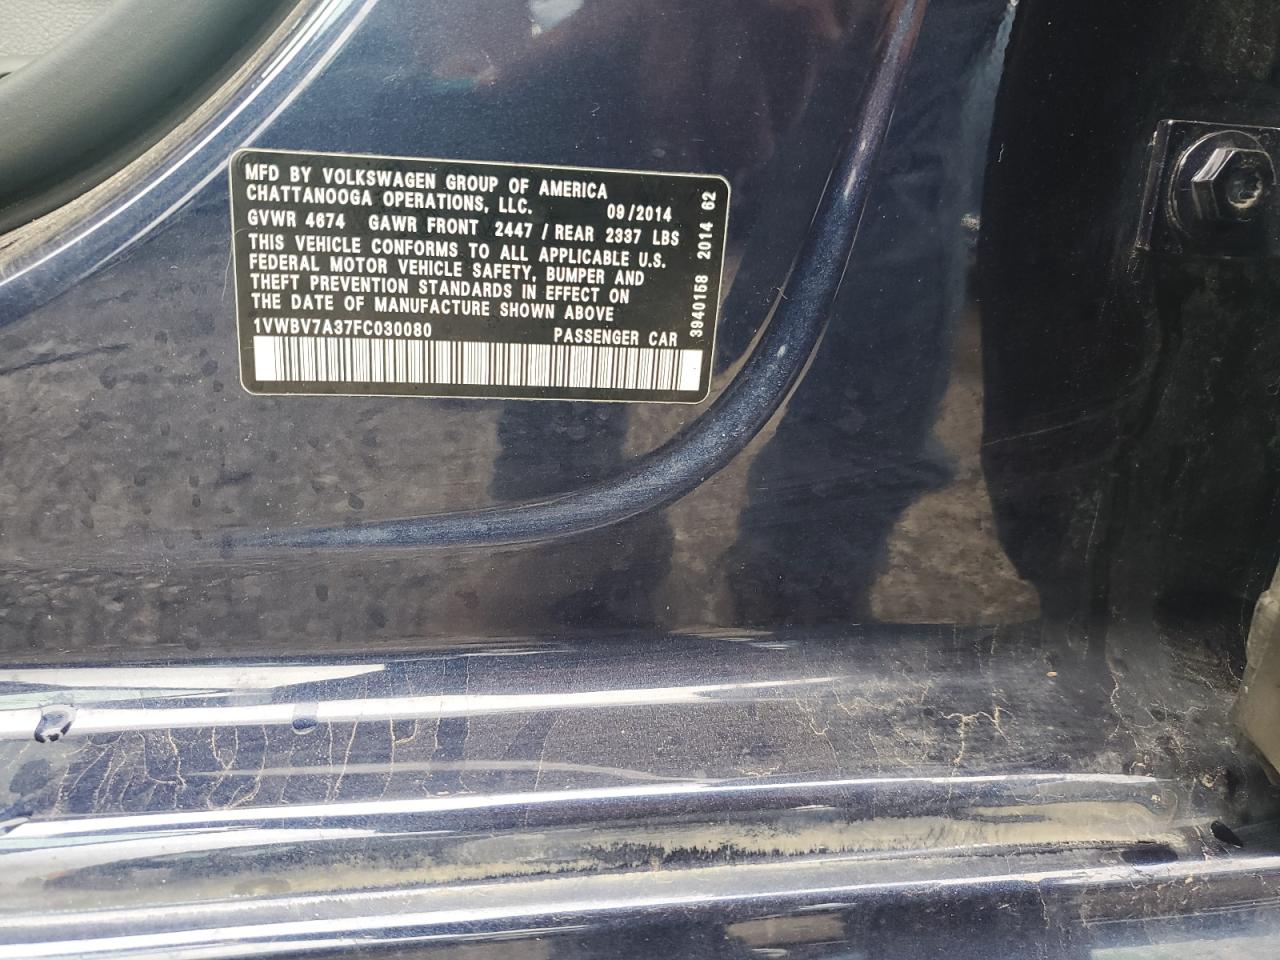 MFD BY VOLKSWAGEN GROUP OF AMERICA
CHATTANOOGA OPERATIONS, LLC. 09/2014
GVWR 4674 GAWR FRONT 2447 / REAR 2337 LBS
THIS VEHICLE CONFORMS TO ALL APPLICABLE U.S.
FEDERAL MOTOR VEHICLE SAFETY, BUMPER AND
THEFT PREVENTION STANDARDS IN EFFECT ON
THE DATE OF MANUFACTURE SHOWN ABOVE
1VWBV7A37FC030080 PASSENGER CAR
3940158 2014 62